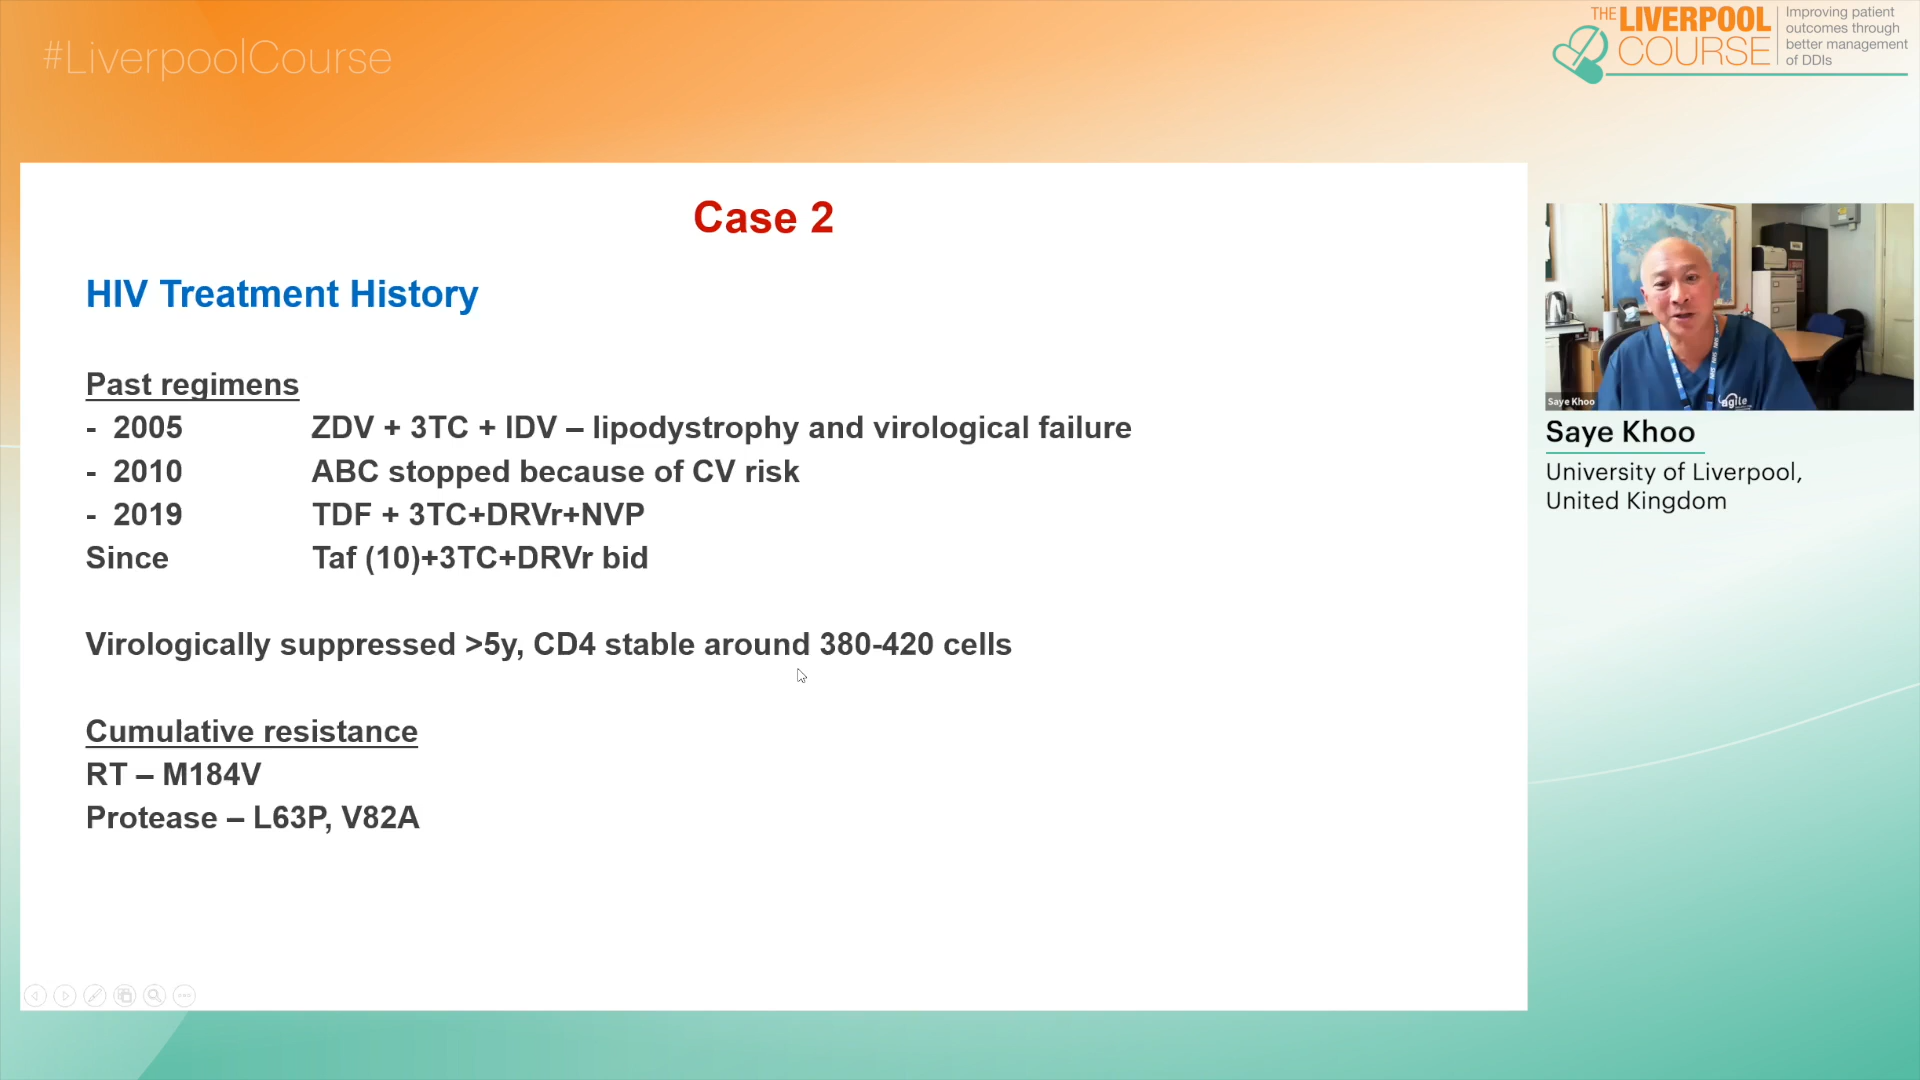 #LiverpoolCourse
THE LIVERPOOL
COURSE
Improving patient
outcomes through
better management
of DDIs
Case 2
HIV Treatment History
Past regimens
- 2005 ZDV + 3TC + IDV – lipodystrophy and virological failure
- 2010 ABC stopped because of CV risk
- 2019 TDF + 3TC+DRVr+NVP
Since Taf (10)+3TC+DRVr bid
Virologically suppressed >5y, CD4 stable around 380-420 cells
Cumulative resistance
RT – M184V
Protease – L63P, V82A
agile
Saye Khoo
Saye Khoo
University of Liverpool,
United Kingdom